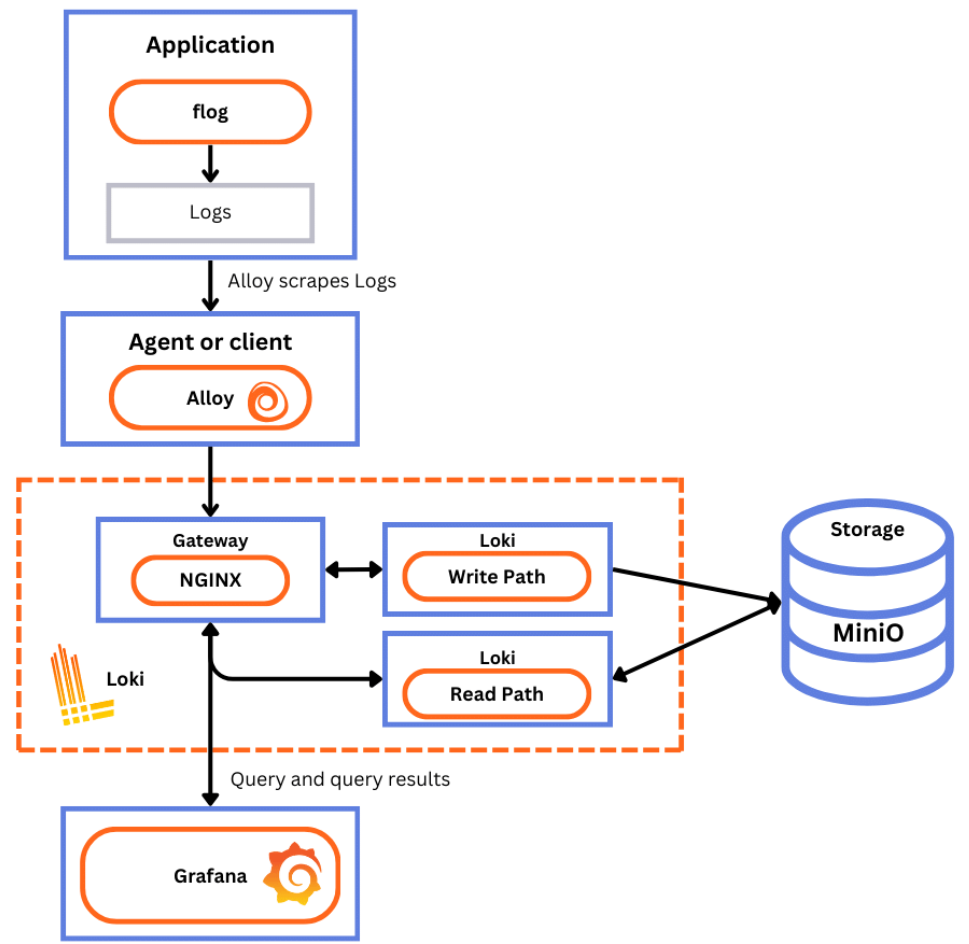 Application
flog
Logs
Alloy scrapes Logs
Agent or client
Alloy
Gateway
NGINX
Loki
Write Path
Storage
MiniO
Loki
Read Path
Loki
Query and query results
Grafana